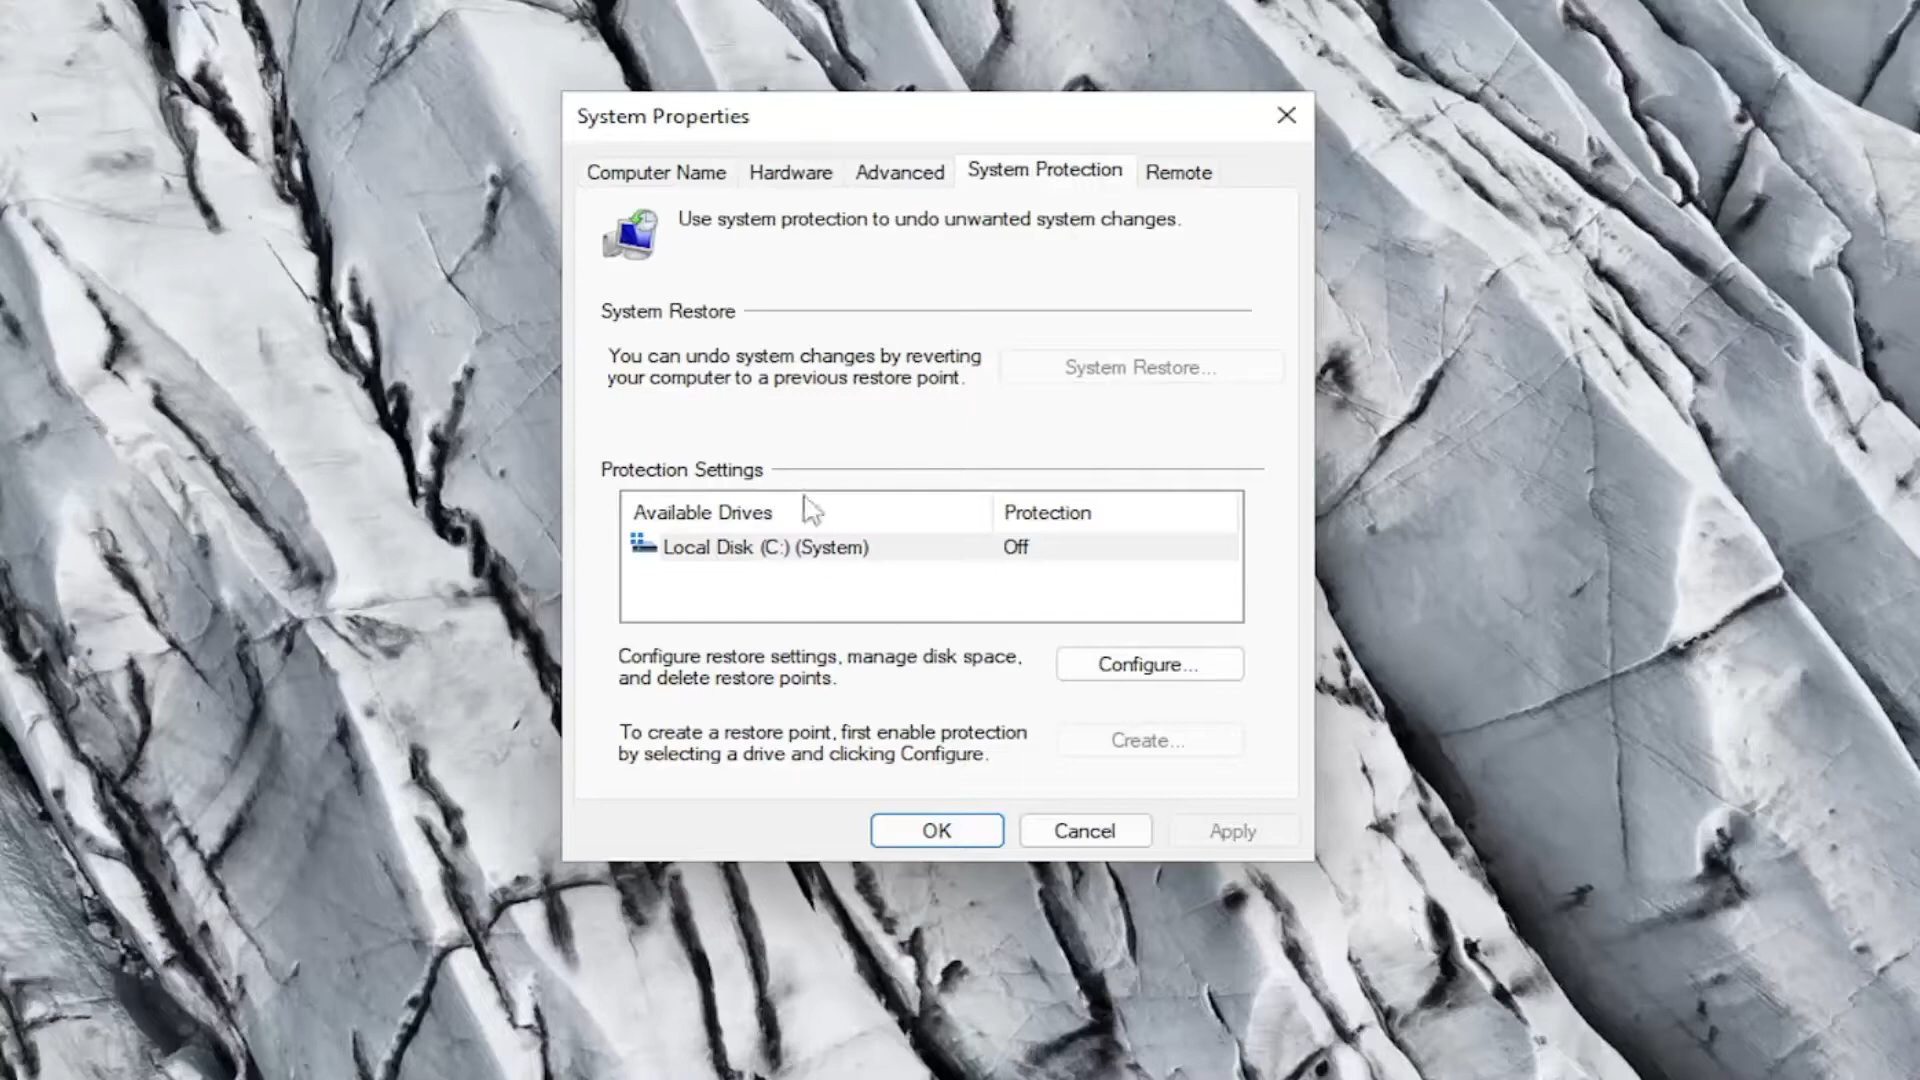 System Properties
Computer Name Hardware Advanced System Protection Remote
Use system protection to undo unwanted system changes.
System Restore
You can undo system changes by reverting
your computer to a previous restore point.
System Restore...
Protection Settings
Available Drives Protection
Local Disk (C:) (System) Off
Configure restore settings, manage disk space,
and delete restore points.
Configure...
To create a restore point, first enable protection
by selecting a drive and clicking Configure.
Create...
OK Cancel Apply